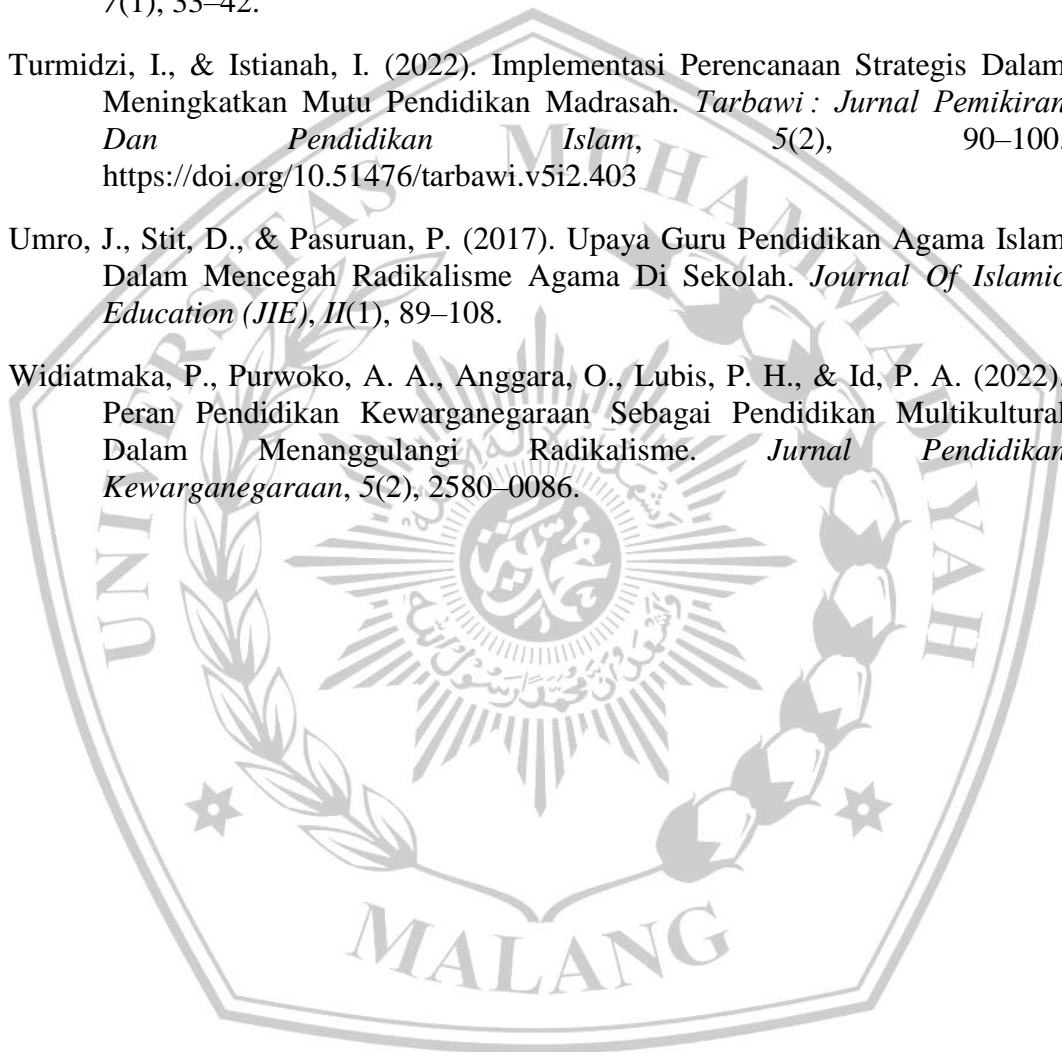 7(1), 33–42.
Turmidzi, I., & Istianah, I. (2022). Implementasi Perencanaan Strategis Dalam
Meningkatkan Mutu Pendidikan Madrasah. Tarbawi : Jurnal Pemikiran
Dan Pendidikan Islam, 5(2), 90–100.
https://doi.org/10.51476/tarbawi.v5i2.403
Umro, J., Stit, D., & Pasuruan, P. (2017). Upaya Guru Pendidikan Agama Islam
Dalam Mencegah Radikalisme Agama Di Sekolah. Journal Of Islamic
Education (JIE), II(1), 89–108.
Widiatmaka, P., Purwoko, A. A., Anggara, O., Lubis, P. H., & Id, P. A. (2022).
Peran Pendidikan Kewarganegaraan Sebagai Pendidikan Multikultural
Dalam Menanggulangi Radikalisme. Jurnal Pendidikan
Kewarganegaraan, 5(2), 2580–0086.
UNIVERSITAS MUHAMMADIYAH
MALANG